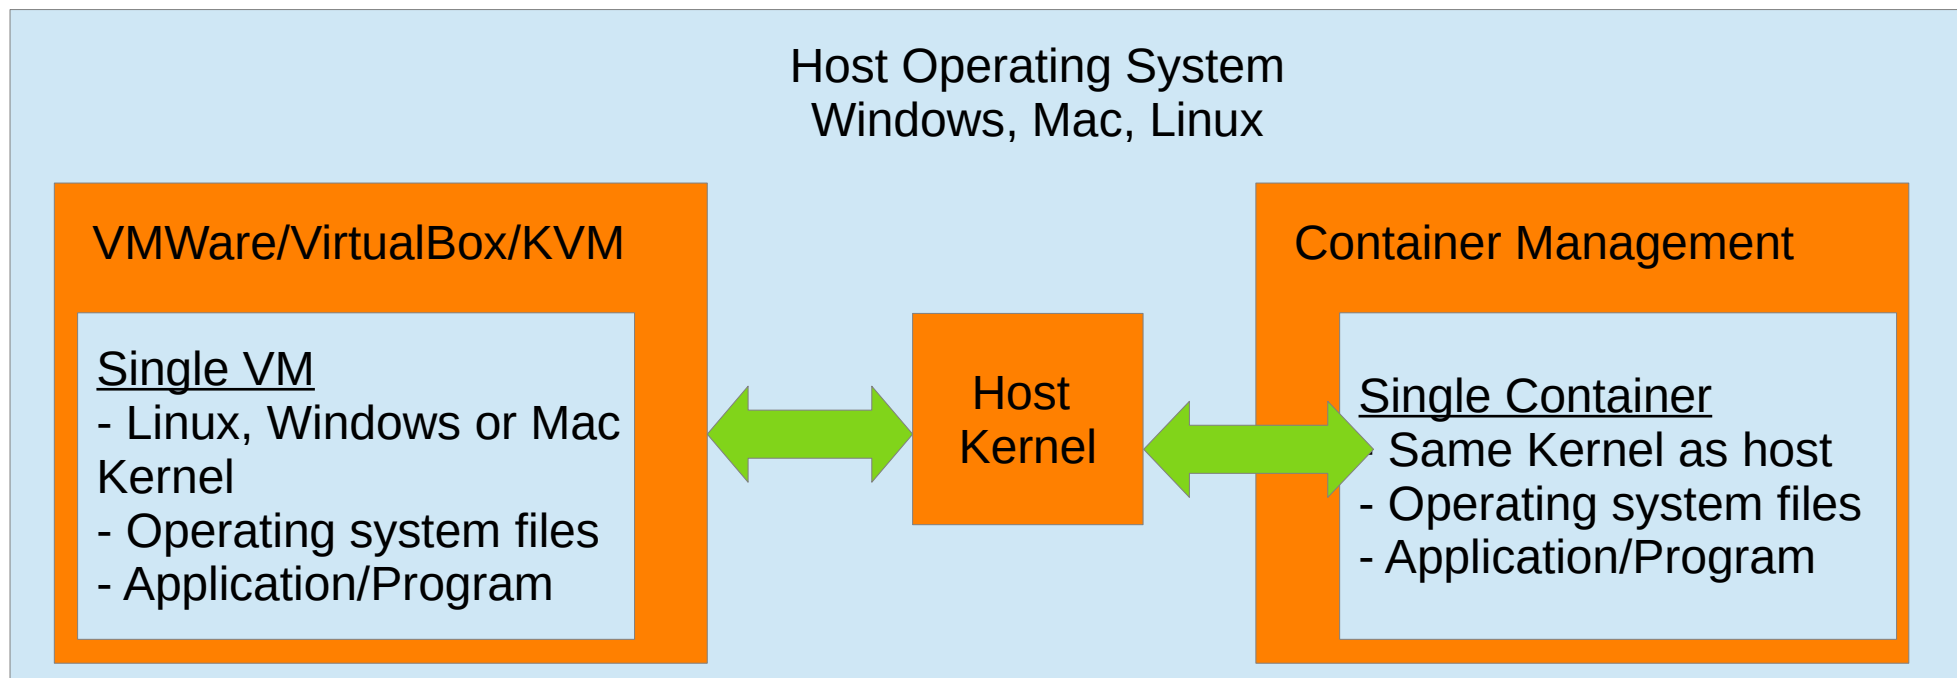 Host Operating System
Windows, Mac, Linux
VMWare/VirtualBox/KVM
Single VM
- Linux, Windows or Mac
Kernel
- Operating system files
- Application/Program
Host
Kernel
Container Management
Single Container
- Same Kernel as host
- Operating system files
- Application/Program